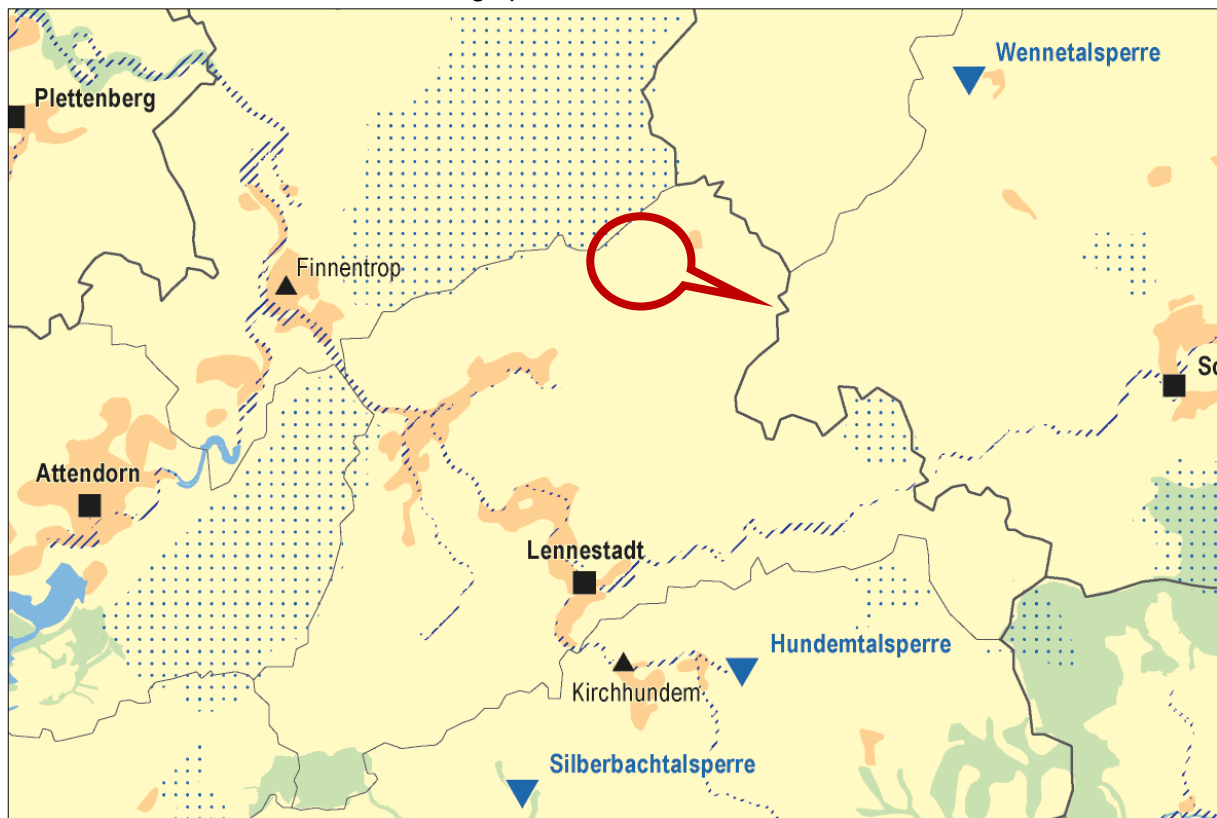 Wennetalsperre
Plettenberg
Finnentrop
Attendorn
Lennestadt
Hundemtalsperre
Kirchhundem
Silberbachtalsperre